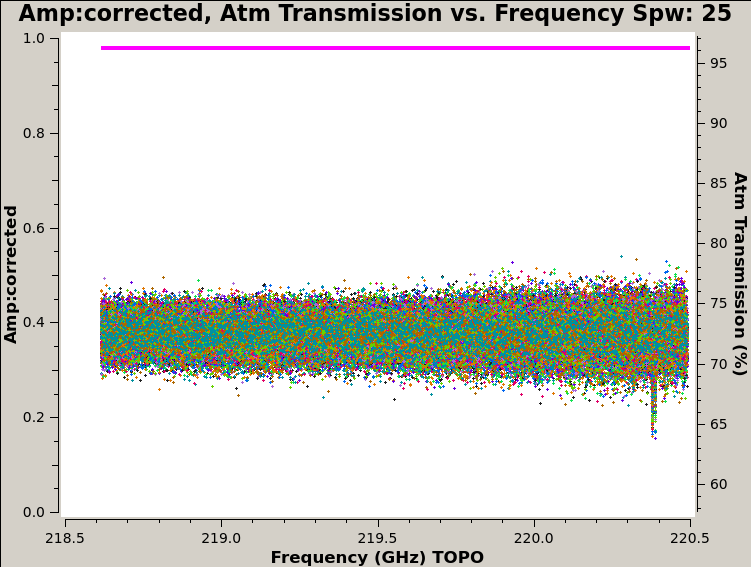 Amp:corrected, Atm Transmission vs. Frequency Spw: 25
1.0
0.8
0.6
0.4
0.2
0.0
Amp:corrected
95
90
85
80
75
70
65
60
Atm Transmission (%)
218.5 219.0 219.5 220.0 220.5
Frequency (GHz) TOPO